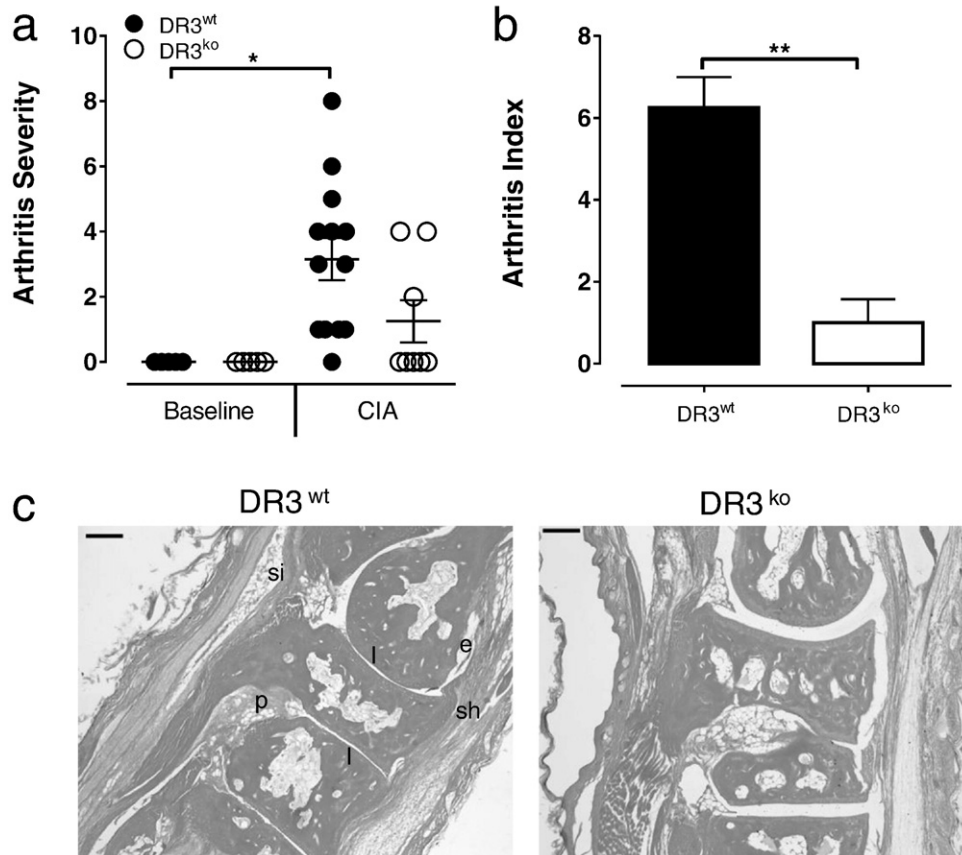 a
DR3wt
DR3ko
Arthritis Severity
10
8
6
4
2
0
*
Baseline
CIA
b
Arthritis Index
8
6
4
2
0
**
DR3wt
DR3ko
c
DR3 wt
si
l
e
p
sh
l
DR3 ko